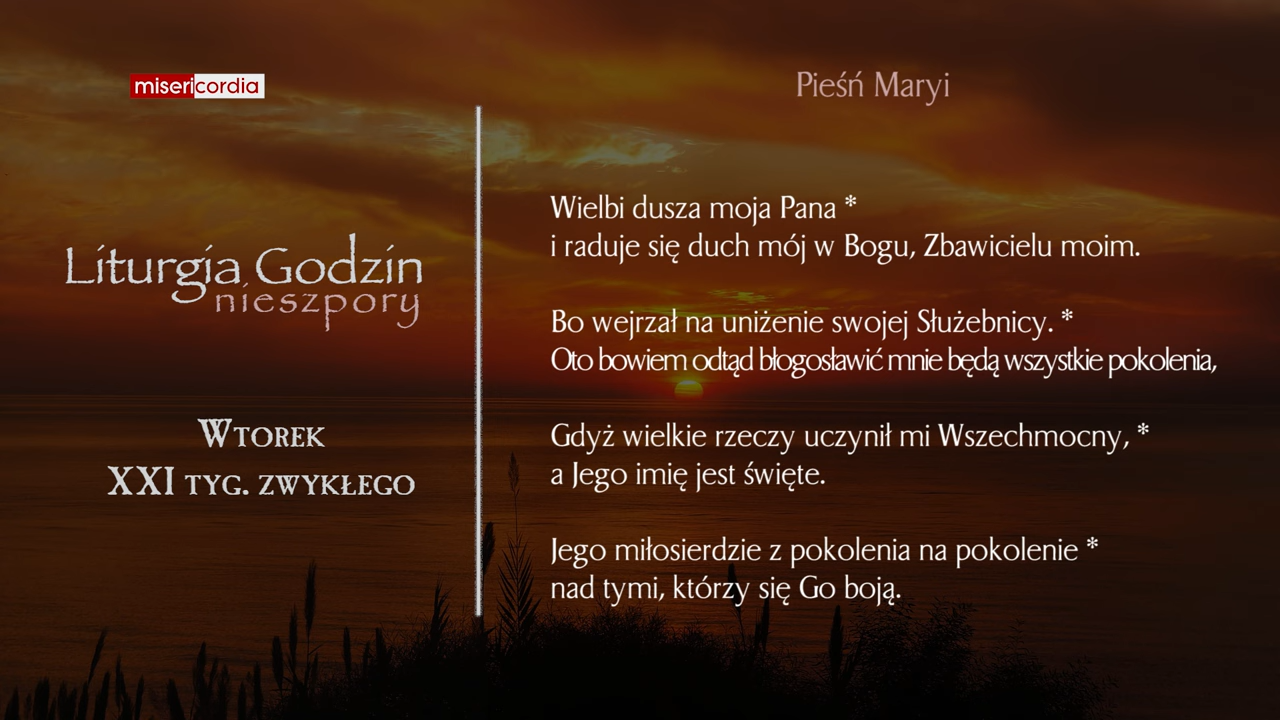 misericordia
Liturgia Godzin
nieszpory
Wtorek
XXI tyg. zwykłego
Pieśń Maryi
Wielbi dusza moja Pana *
i raduje się duch mój w Bogu, Zbawicielu moim.
Bo wejrzał na uniżenie swojej Służebnicy. *
Oto bowiem odtąd błogosławić mnie będą wszystkie pokolenia,
Gdyż wielkie rzeczy uczynił mi Wszechmocny, *
a Jego imię jest święte.
Jego miłosierdzie z pokolenia na pokolenie *
nad tymi, którzy się Go boją.